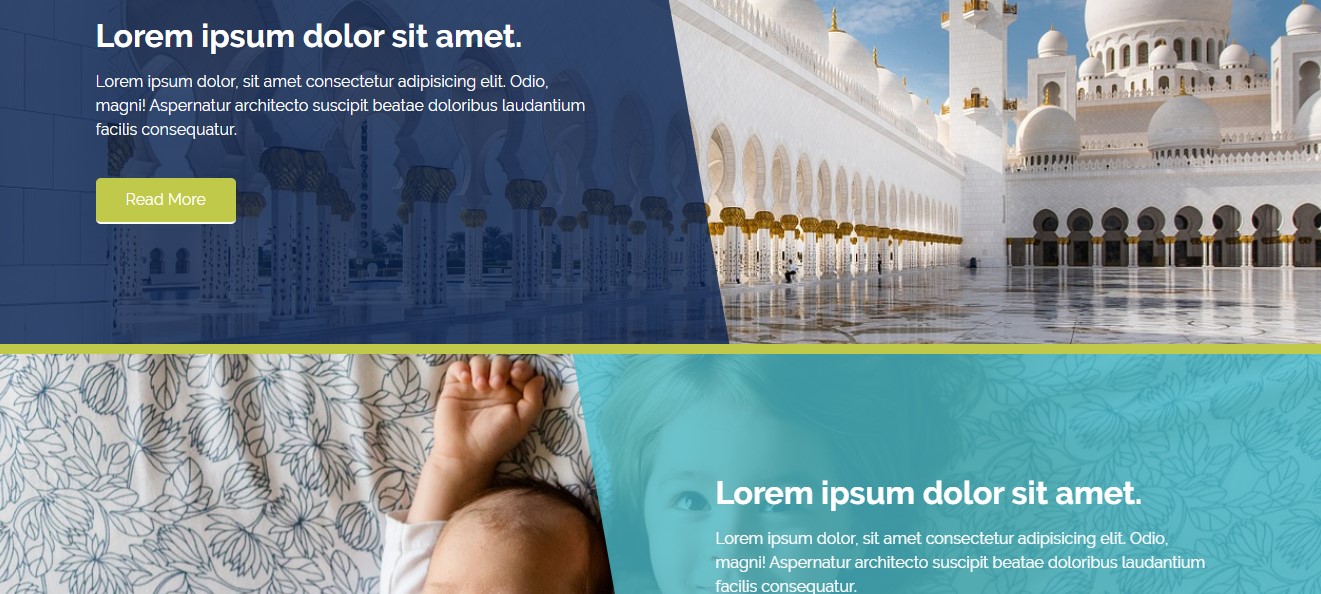 Lorem ipsum dolor sit amet.
Lorem ipsum dolor, sit amet consectetur adipisicing elit. Odio,
magni! Aspernatur architecto suscipit beatae doloribus laudantium
facilis consequatur.
Read More
Lorem ipsum dolor sit amet.
Lorem ipsum dolor, sit amet consectetur adipisicing elit. Odio,
magni! Aspernatur architecto suscipit beatae doloribus laudantium
facilis consequatur.